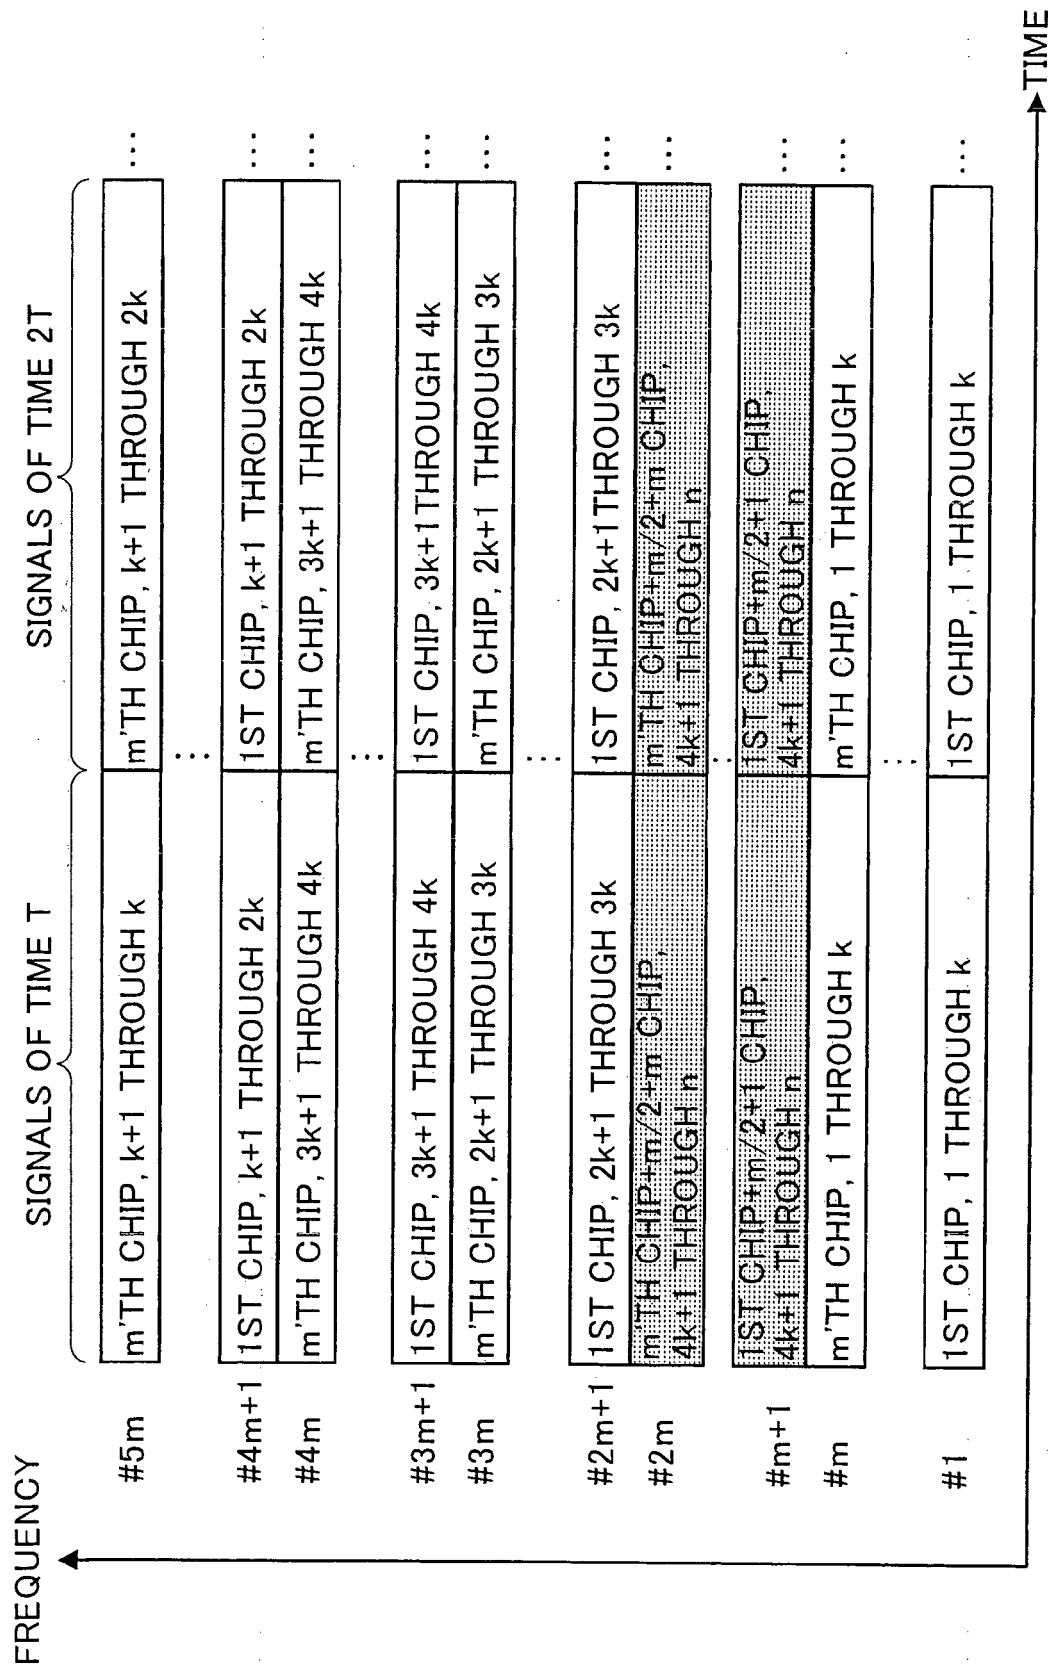 FREQUENCY
SIGNALS OF TIME T
SIGNALS OF TIME 2T
#5m
m'TH CHIP, k+1 THROUGH k
m'TH CHIP, k+1 THROUGH 2k
...
... ...
#4m+1
1ST CHIP, k+1 THROUGH 2k
1ST CHIP, k+1 THROUGH 2k
...
#4m
m'TH CHIP, 3k+1 THROUGH 4k
m'TH CHIP, 3k+1 THROUGH 4k
...
...
#3m+1
1ST CHIP, 3k+1 THROUGH 4k
1ST CHIP, 3k+1THROUGH 4k
...
#3m
m'TH CHIP, 2k+1 THROUGH 3k
m'TH CHIP, 2k+1 THROUGH 3k
...
...
#2m+1
1ST CHIP, 2k+1 THROUGH 3k
1ST CHIP, 2k+1THROUGH 3k
...
#2m
m'TH CHIP+m/2+m CHIP,
4k+1 THROUGH n
m'TH CHIP+m/2+m CHIP,
4k+1 THROUGH n
...
...
#m+1
1ST CHIP+m/2+1 CHIP,
4k+1 THROUGH n
1ST CHIP+m/2+1 CHIP,
4k+1 THROUGH n
...
#m
m'TH CHIP, 1 THROUGH k
m'TH CHIP, 1 THROUGH k
...
...
#1
1ST CHIP, 1 THROUGH k
1ST CHIP, 1 THROUGH k
...
TIME